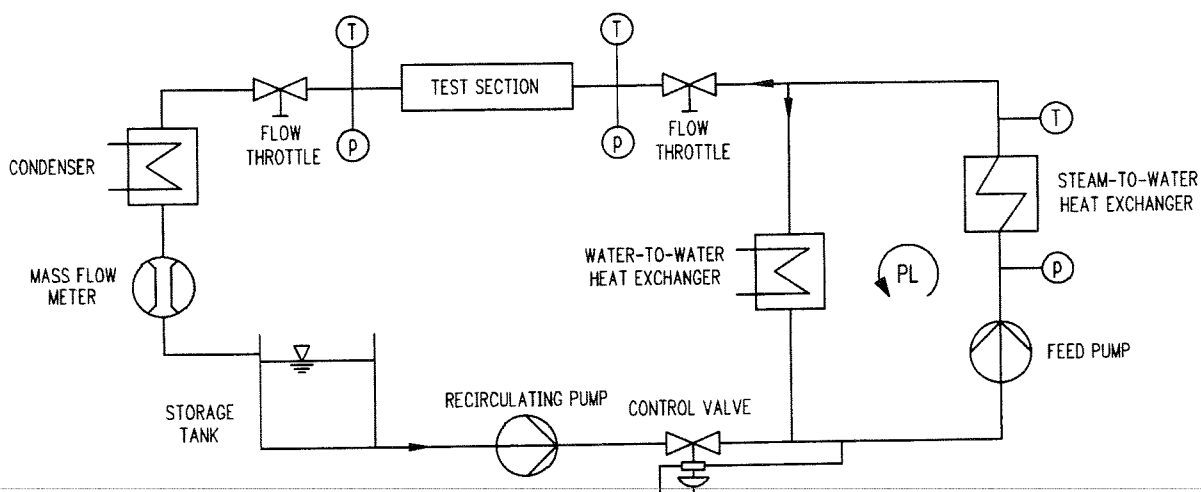 T
T
TEST SECTION
FLOW
THROTTLE
P
P
FLOW
THROTTLE
T
CONDENSER
STEAM-TO-WATER
HEAT EXCHANGER
WATER-TO-WATER
HEAT EXCHANGER
PL
P
MASS FLOW
METER
FEED PUMP
STORAGE
TANK
RECIRCULATING PUMP
CONTROL VALVE